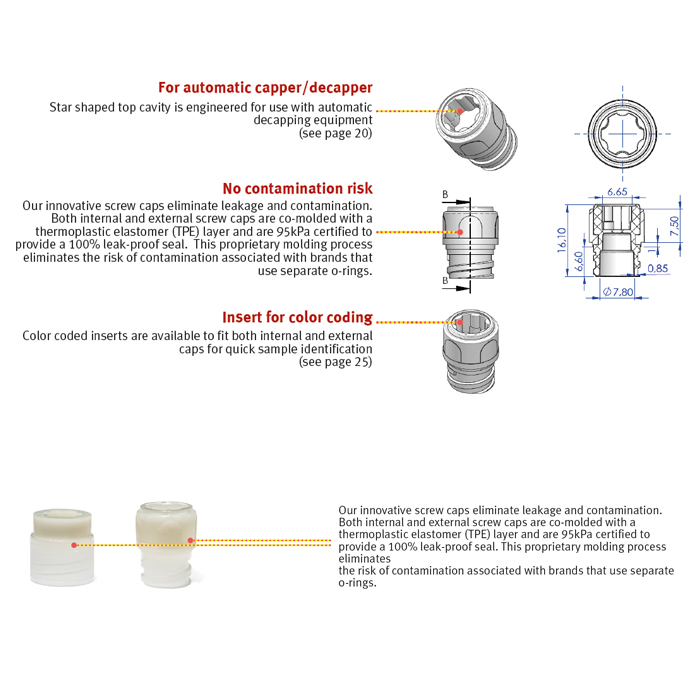 For automatic capper/decapper
Star shaped top cavity is engineered for use with automatic
decapping equipment
(see page 20)
No contamination risk
Our innovative screw caps eliminate leakage and contamination.
Both internal and external screw caps are co-molded with a
thermoplastic elastomer (TPE) layer and are 95kPa certified to
provide a 100% leak-proof seal. This proprietary molding process
eliminates the risk of contamination associated with brands that
use separate o-rings.
B
B
6.65
16,10
6,60
7,50
1
0.85
Ø7,80
Insert for color coding
Color coded inserts are available to fit both internal and external
caps for quick sample identification
(see page 25)
Our innovative screw caps eliminate leakage and contamination.
Both internal and external screw caps are co-molded with a
thermoplastic elastomer (TPE) layer and are 95kPa certified to
provide a 100% leak-proof seal. This proprietary molding process
eliminates
the risk of contamination associated with brands that use separate
o-rings.